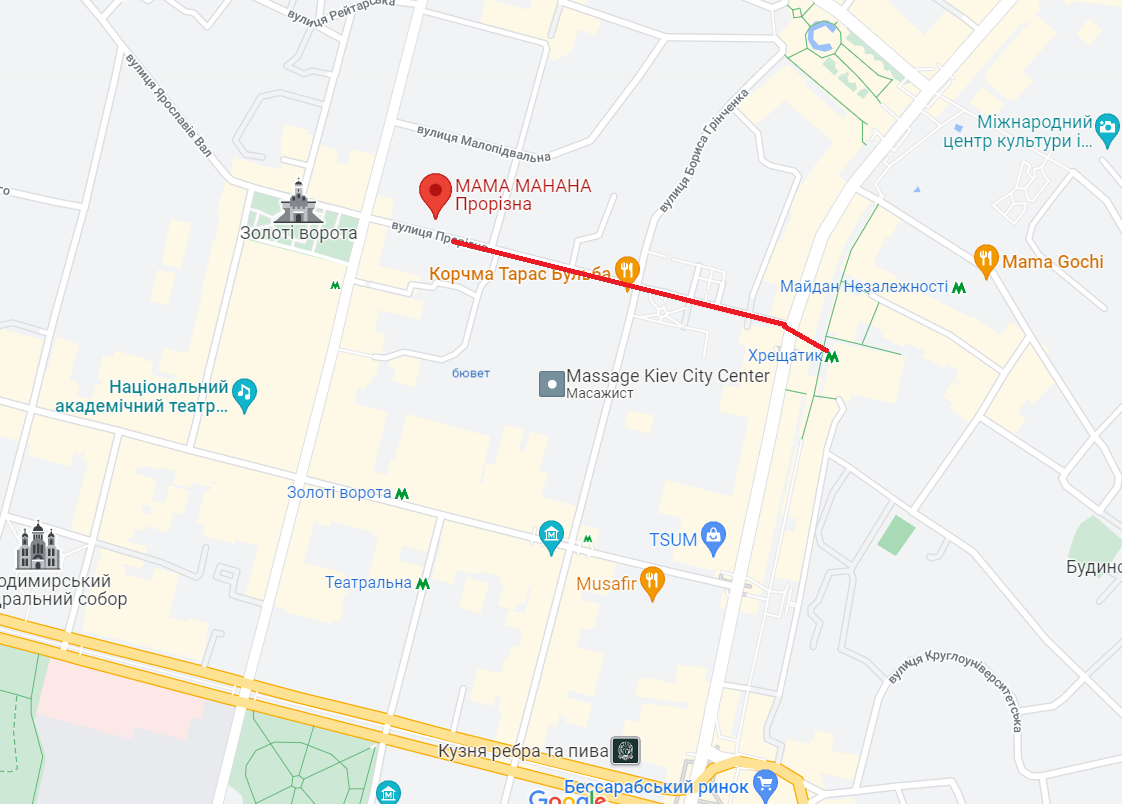 вулиця Рейтарська
вулиця Ярославів Вал
вулиця Малопідвальна
вулиця Бориса Грінченка
Міжнародний
центр культури і...
МАМА МАНАНА
Прорізна
го
Золоті ворота
вулиця Прорізна
Корчма Тарас Бульба
Mama Gochi
Майдан Незалежності
Хрещатик
бювет
Massage Kiev City Center
Масажист
Національний
академічний театр...
Золоті ворота
TSUM
Театральна
Musafir
одимирський
дральний собор
Будино
вулиця Круглоуніверситетська
Кузня ребра та пива
Бессарабський ринок
Google